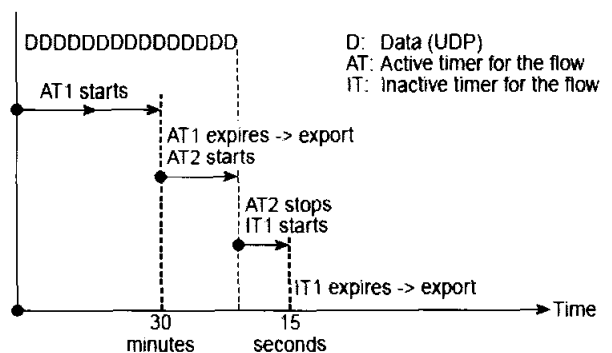 DDDDDDDDDDDDDDD
D: Data (UDP)
AT: Active timer for the flow
IT: Inactive timer for the flow
AT1 starts
AT1 expires -> export
AT2 starts
AT2 stops
IT1 starts
IT1 expires -> export
Time
30
minutes
15
seconds